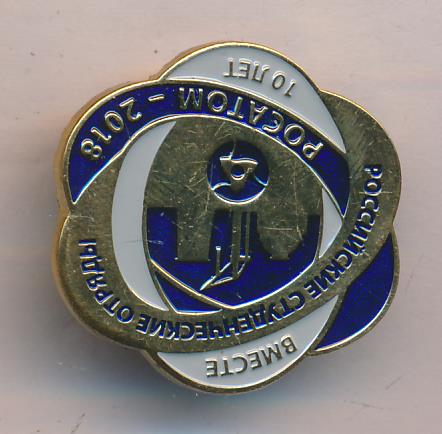 10 ЛЕТ
РОСАТОМ – 2018
РОССИЙСКИЕ СТУДЕНЧЕСКИЕ ОТРЯДЫ
ВМЕСТЕ